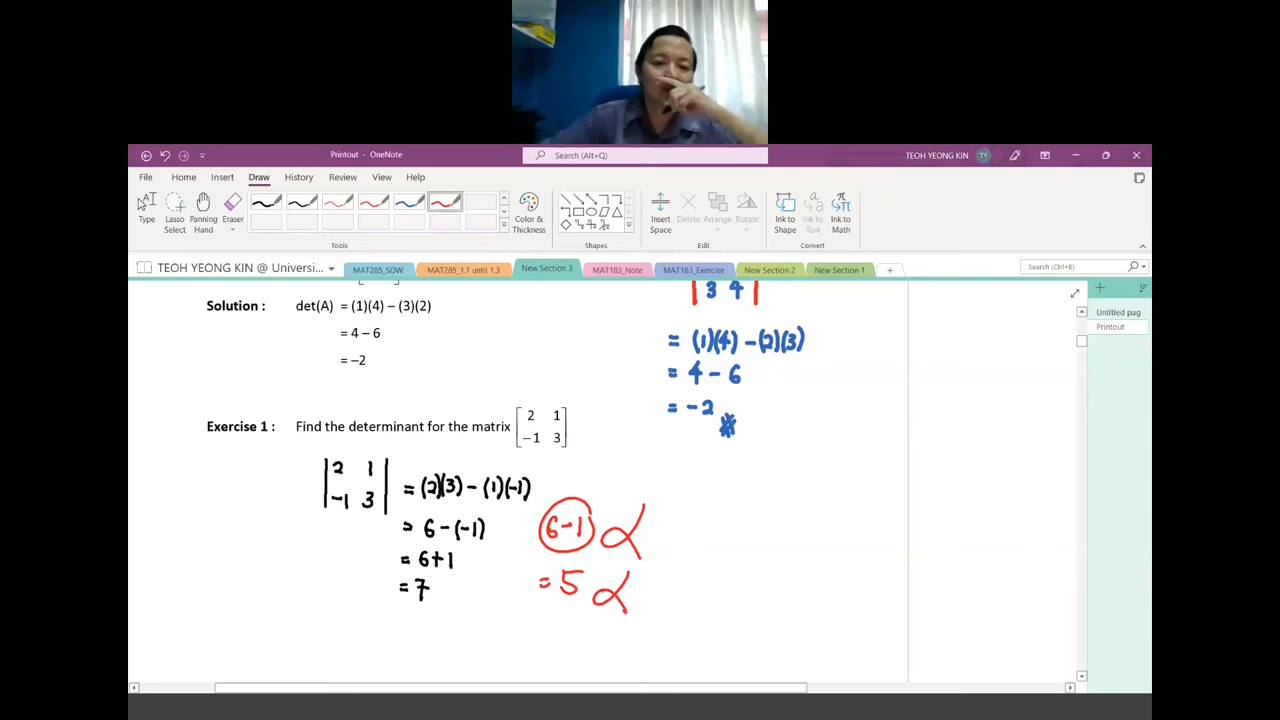 Printout - OneNote
Search (Alt+Q)
TEOH YEONG KIN TY
File Home Insert Draw History Review View Help
Type Lasso Select Panning Hand Eraser Color & Thickness Insert Space Delete Arrange Rotate Ink to Shape Ink to Text Ink to Math
Tools Shapes Edit Convert
TEOH YEONG KIN @ Universi... MAT285_SOW MAT285_1.1 until 1.3 New Section 3 MAT183_Note MAT183_Exercise New Section 2 New Section 1 + Search (Ctrl+E)
Untitled pag
Printout
| 3 4 |
Solution : det(A) = (1)(4) – (3)(2)
= 4 – 6
= –2
= (1)(4) - (2)(3)
= 4 - 6
= -2
Exercise 1 : Find the determinant for the matrix
2 1
−1 3
2 1
-1 3
= (2)(3) - (1)(-1)
= 6 - (-1)
= 6+1
= 7
6-1
= 5